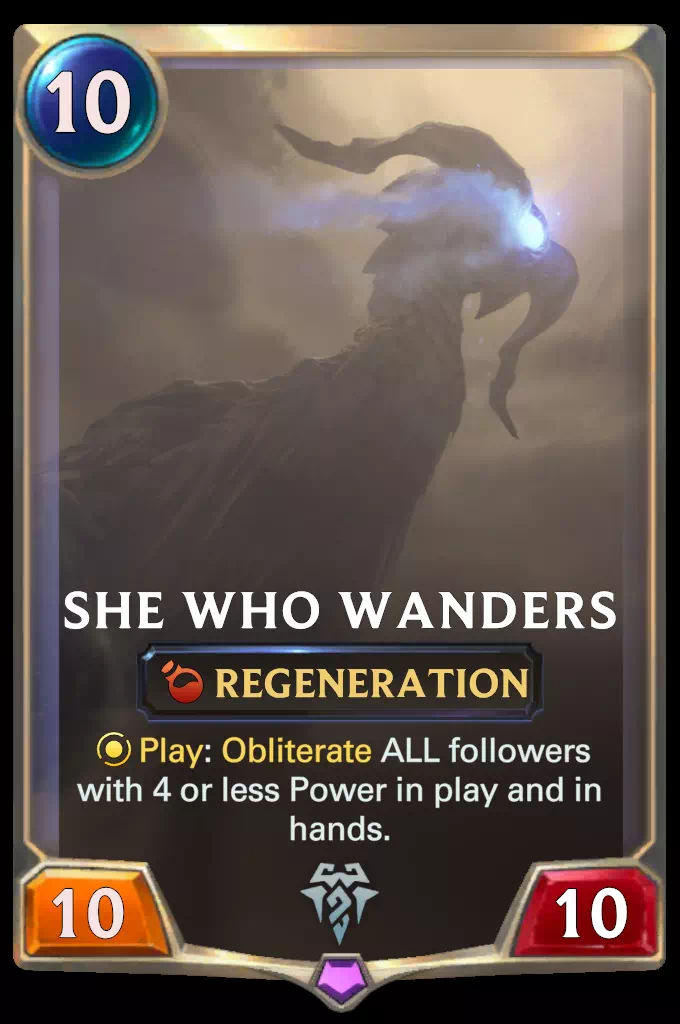 10
SHE WHO WANDERS
REGENERATION
Play: Obliterate ALL followers
with 4 or less Power in play and in
hands.
10
10